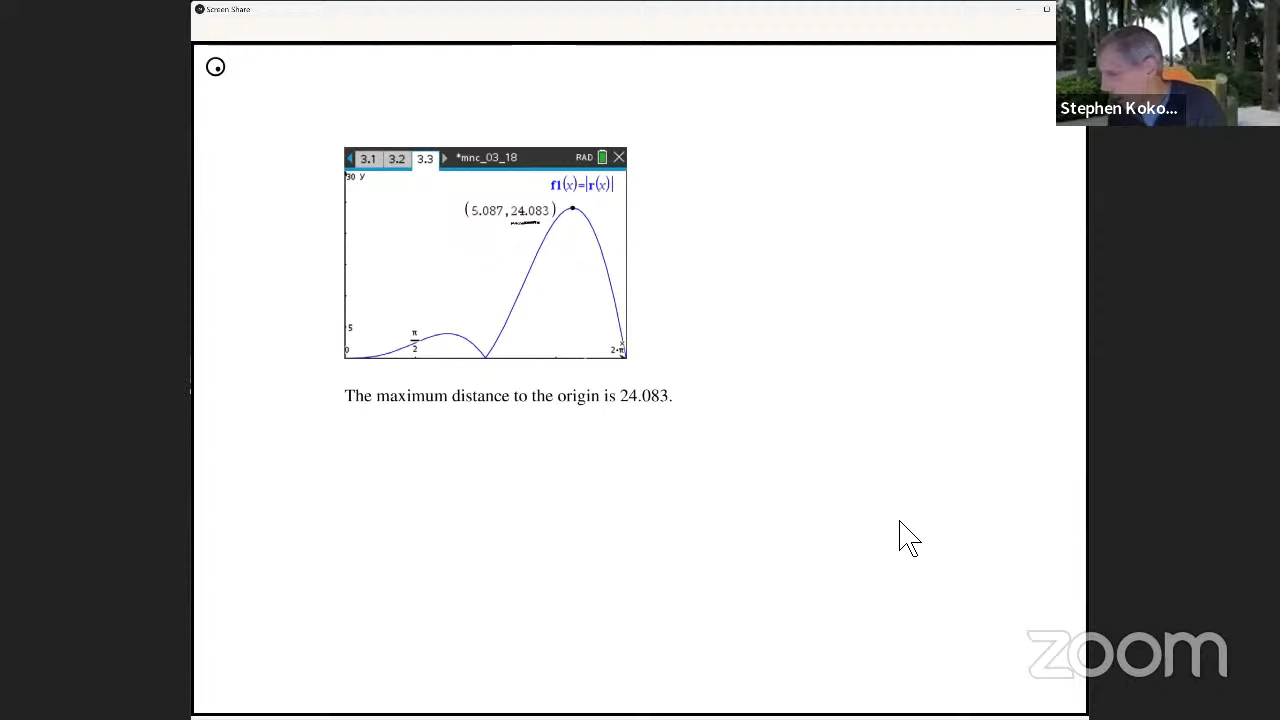 Screen Share
Stephen Koko...
3.1 3.2 3.3 *mnc_03_18 RAD
30 y
f1(x)=|r(x)|
(5.087,24.083)
5
π
2
0
2·π
x
The maximum distance to the origin is 24.083.
zoom